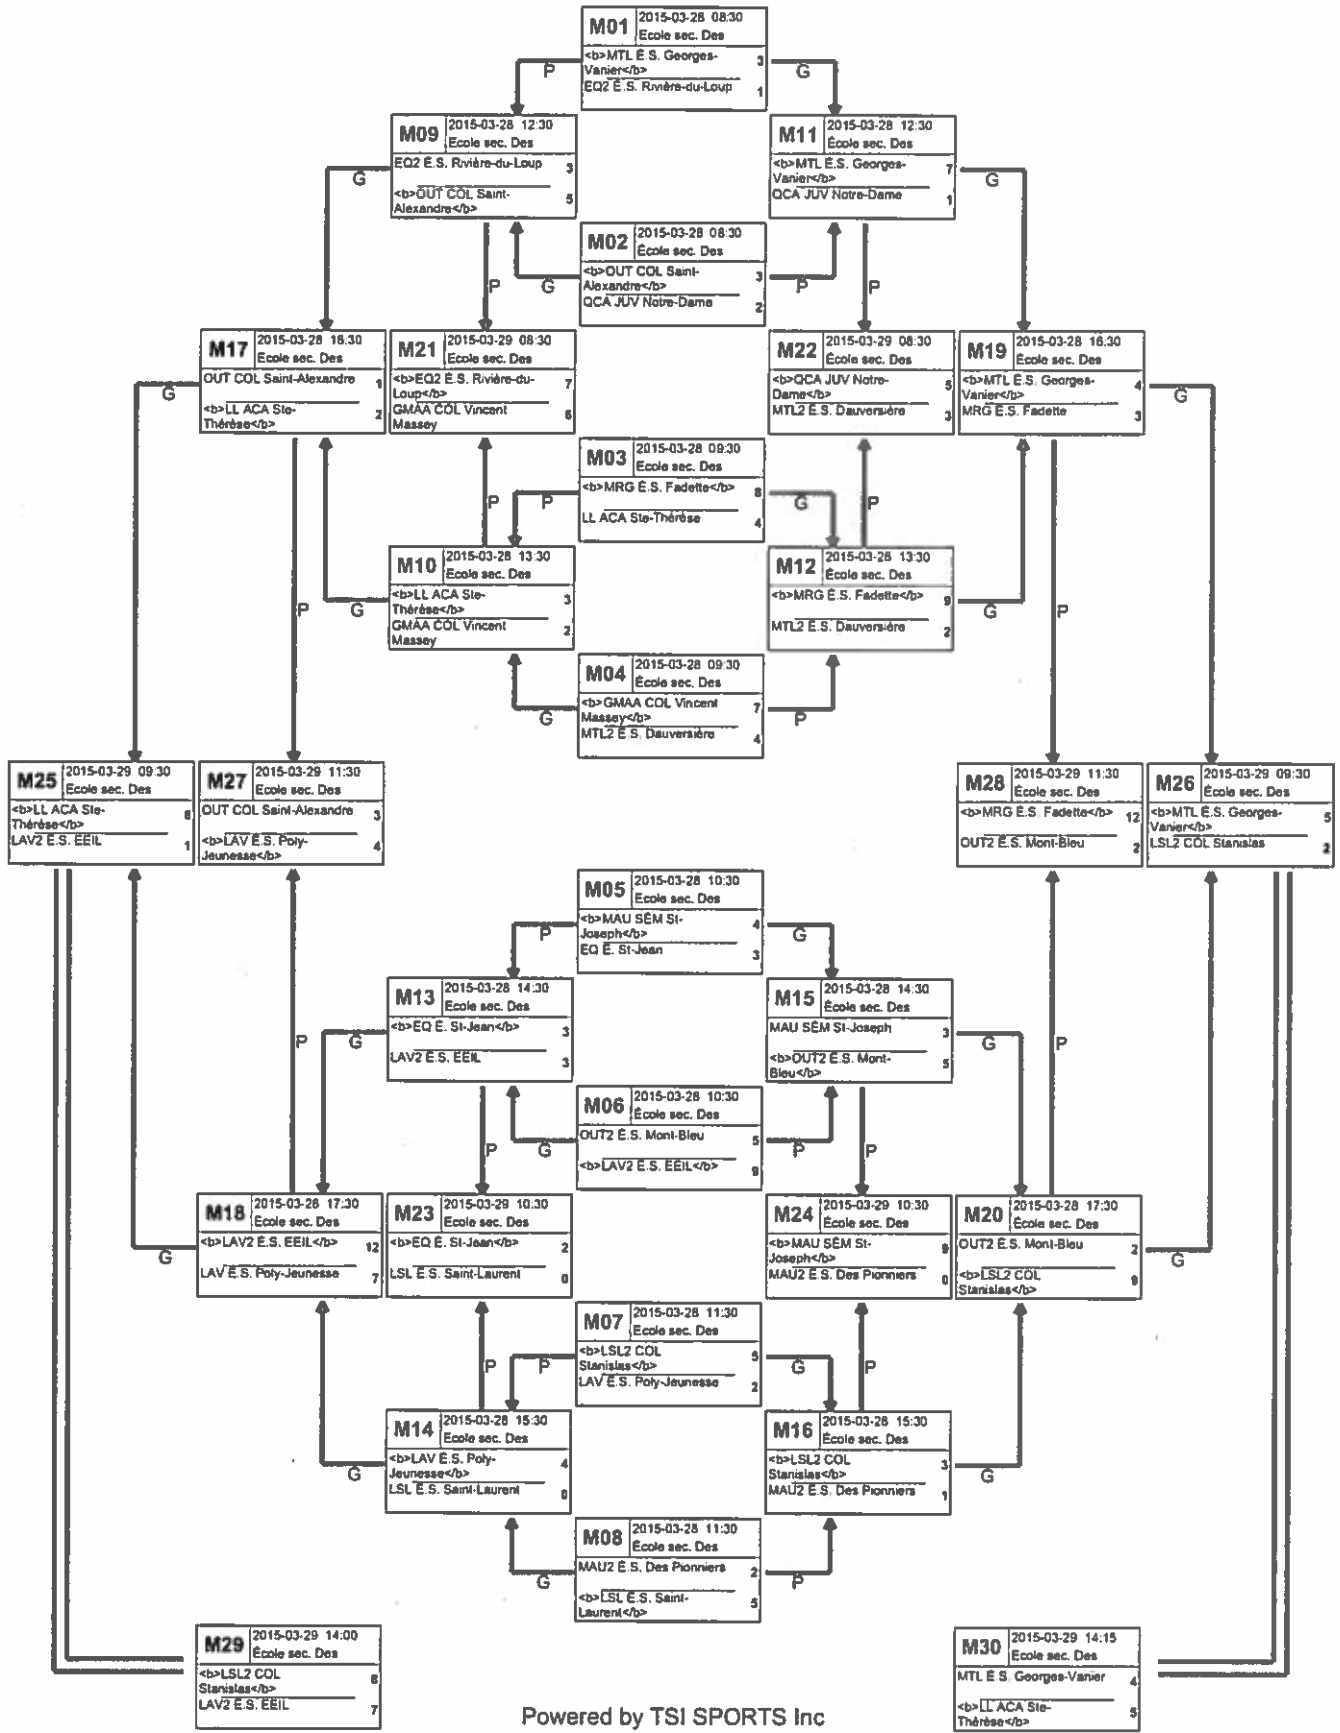 M01 2015-03-28 08:30
École sec. Des
<b>MTL É.S. Georges-
Vanier</b> 3
EQ2 É.S. Rivière-du-Loup 1
P G
M09 2015-03-28 12:30
École sec. Des
EQ2 É.S. Rivière-du-Loup 3
<b>OUT COL Saint-
Alexandre</b> 5
M11 2015-03-28 12:30
École sec. Des
<b>MTL É.S. Georges-
Vanier</b> 7
QCA JUV Notre-Dame 1
G G
M02 2015-03-28 08:30
École sec. Des
<b>OUT COL Saint-
Alexandre</b> 3
QCA JUV Notre-Dame 2
P G P P
M17 2015-03-28 16:30
École sec. Des
OUT COL Saint-Alexandre 1
<b>LL ACA Ste-
Thérèse</b> 2
M21 2015-03-29 08:30
École sec. Des
<b>EQ2 É.S. Rivière-du-
Loup</b> 7
GMAA COL Vincent
Massey 6
M22 2015-03-29 08:30
École sec. Des
<b>QCA JUV Notre-
Dame</b> 5
MTL2 É.S. Dauversière 3
M19 2015-03-28 16:30
École sec. Des
<b>MTL É.S. Georges-
Vanier</b> 4
MRG É.S. Fadette 3
G G
M03 2015-03-28 09:30
École sec. Des
<b>MRG É.S. Fadette</b> 8
LL ACA Ste-Thérèse 4
P P G P
M10 2015-03-28 13:30
École sec. Des
<b>LL ACA Ste-
Thérèse</b> 3
GMAA COL Vincent
Massey 2
M12 2015-03-28 13:30
École sec. Des
<b>MRG É.S. Fadette</b> 9
MTL2 É.S. Dauversière 2
P G G P
M04 2015-03-28 09:30
École sec. Des
<b>GMAA COL Vincent
Massey</b> 7
MTL2 É.S. Dauversière 4
G P
M25 2015-03-29 09:30
École sec. Des
<b>LL ACA Ste-
Thérèse</b>
LAV2 É.S. EEIL 1
M27 2015-03-29 11:30
École sec. Des
OUT COL Saint-Alexandre 3
<b>LAV É.S. Poly-
Jeunesse</b> 4
M28 2015-03-29 11:30
École sec. Des
<b>MRG É.S. Fadette</b> 12
OUT2 É.S. Mont-Bleu 2
M26 2015-03-29 09:30
École sec. Des
<b>MTL É.S. Georges-
Vanier</b> 5
LSL2 COL Stanislas 2
M05 2015-03-28 10:30
École sec. Des
<b>MAU SÉM St-
Joseph</b> 4
EQ É. St-Jean 3
P G
M13 2015-03-28 14:30
École sec. Des
<b>EQ É. St-Jean</b> 3
LAV2 É.S. EEIL 3
M15 2015-03-28 14:30
École sec. Des
MAU SÉM St-Joseph 3
<b>OUT2 É.S. Mont-
Bleu</b> 5
P G G P
M06 2015-03-28 10:30
École sec. Des
OUT2 É.S. Mont-Bleu 5
<b>LAV2 É.S. EEIL</b> 9
P G P P
M18 2015-03-28 17:30
École sec. Des
<b>LAV2 É.S. EEIL</b> 12
LAV É.S. Poly-Jeunesse 7
M23 2015-03-29 10:30
École sec. Des
<b>EQ É. St-Jean</b> 2
LSL É.S. Saint-Laurent 0
M24 2015-03-29 10:30
École sec. Des
<b>MAU SÉM St-
Joseph</b> 9
MAU2 É.S. Des Pionniers 0
M20 2015-03-28 17:30
École sec. Des
OUT2 É.S. Mont-Bleu 2
<b>LSL2 COL
Stanislas</b> 9
G G
M07 2015-03-28 11:30
École sec. Des
<b>LSL2 COL
Stanislas</b> 5
LAV É.S. Poly-Jeunesse 2
P P G P
M14 2015-03-28 15:30
École sec. Des
<b>LAV É.S. Poly-
Jeunesse</b> 4
LSL É.S. Saint-Laurent 0
M16 2015-03-28 15:30
École sec. Des
<b>LSL2 COL
Stanislas</b> 3
MAU2 É.S. Des Pionniers 1
G G
M08 2015-03-28 11:30
École sec. Des
MAU2 É.S. Des Pionniers 2
<b>LSL É.S. Saint-
Laurent</b> 5
G P
M29 2015-03-29 14:00
École sec. Des
<b>LSL2 COL
Stanislas</b> 8
LAV2 É.S. EEIL 7
M30 2015-03-29 14:15
École sec. Des
MTL É.S. Georges-Vanier 4
<b>LL ACA Ste-
Thérèse</b> 5
Powered by TSI SPORTS Inc